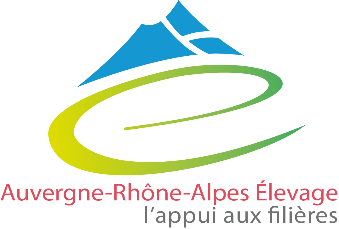 Auvergne-Rhône-Alpes Élevage
l'appui aux filières